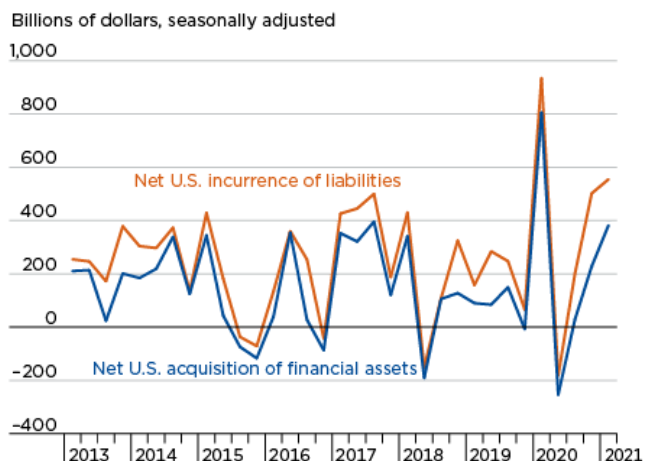 Billions of dollars, seasonally adjusted
1,000
800
600
Net U.S. incurrence of liabilities
400
200
0
Net U.S. acquisition of financial assets
−200
−400
2013 2014 2015 2016 2017 2018 2019 2020 2021